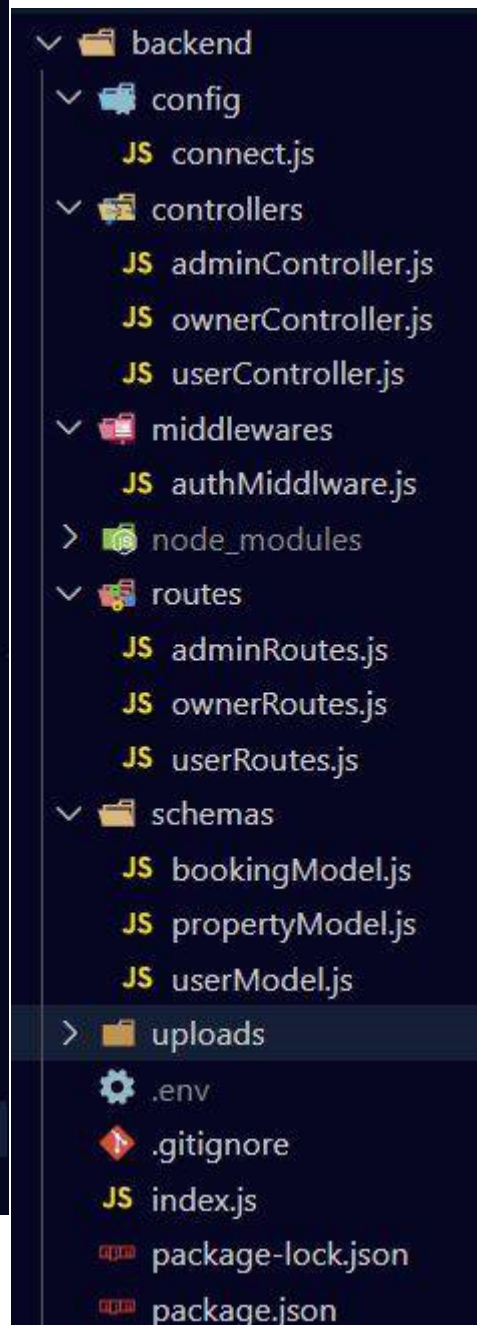 backend
config
JS connect.js
controllers
JS adminController.js
JS ownerController.js
JS userController.js
middlewares
JS authMiddlware.js
node_modules
routes
JS adminRoutes.js
JS ownerRoutes.js
JS userRoutes.js
schemas
JS bookingModel.js
JS propertyModel.js
JS userModel.js
uploads
.env
.gitignore
JS index.js
package-lock.json
package.json